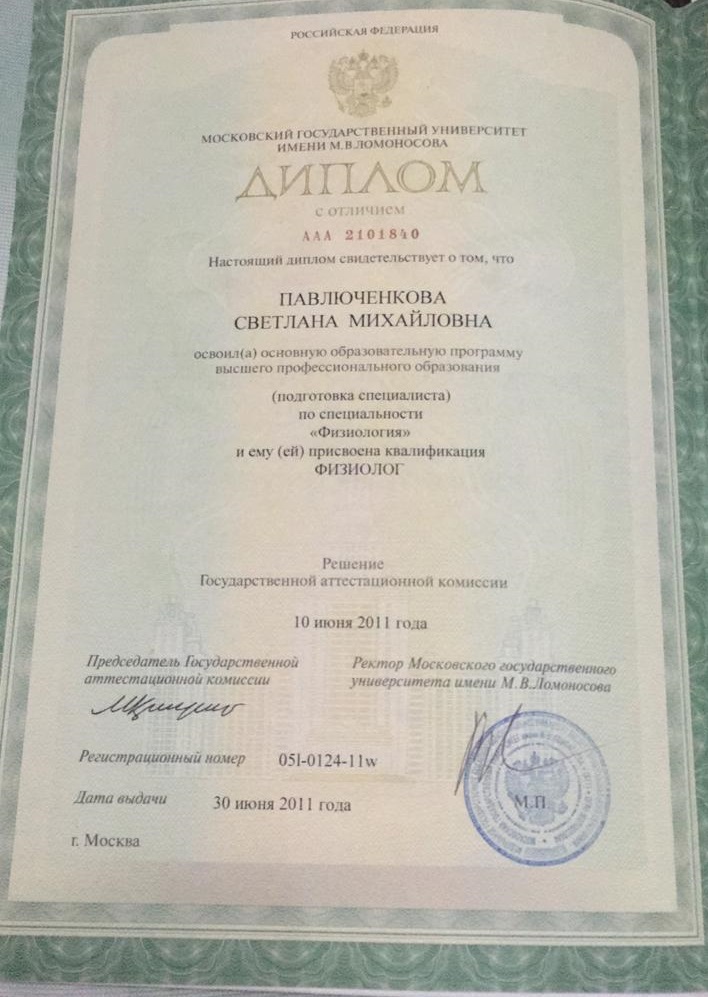 РОССИЙСКАЯ ФЕДЕРАЦИЯ
МОСКОВСКИЙ ГОСУДАРСТВЕННЫЙ УНИВЕРСИТЕТ
ИМЕНИ М.В.ЛОМОНОСОВА
ДИПЛОМ
С ОТЛИЧИЕМ
ААА 2101840
Настоящий диплом свидетельствует о том, что
ПАВЛЮЧЕНКОВА
СВЕТЛАНА МИХАЙЛОВНА
освоил(а) основную образовательную программу
высшего профессионального образования
(подготовка специалиста)
по специальности
«Физиология»
и ему (ей) присвоена квалификация
ФИЗИОЛОГ
Решение
Государственной аттестационной комиссии
10 июня 2011 года
Председатель Государственной
аттестационной комиссии
Ректор Московского государственного
университета имени М.В.Ломоносова
Регистрационный номер 05l-0124-11w
Дата выдачи 30 июня 2011 года
М.П.
г. Москва